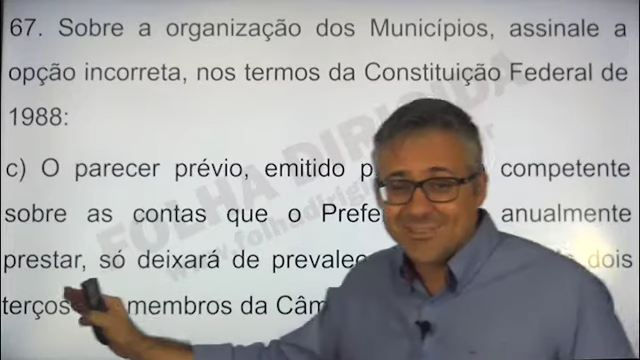 67. Sobre a organização dos Municípios, assinale a
opção incorreta, nos termos da Constituição Federal de
1988:
c) O parecer prévio, emitido p competente
sobre as contas que o Prefe anualmente
prestar, só deixará de prevalec dois
terços membros da Câm
FOLHA DIRIGIDA